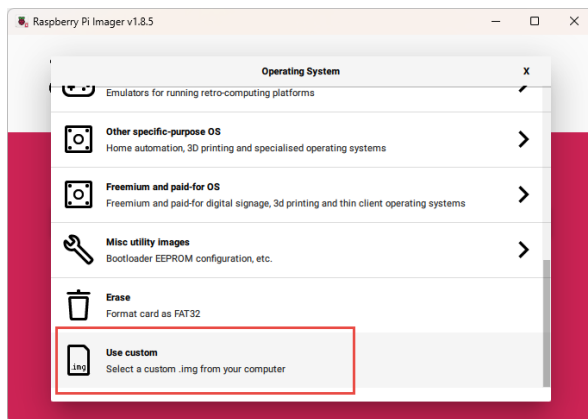 Raspberry Pi Imager v1.8.5
Operating System
X
Emulators for running retro-computing platforms
Other specific-purpose OS
Home automation, 3D printing and specialised operating systems
Freemium and paid-for OS
Freemium and paid-for digital signage, 3d printing and thin client operating systems
Misc utility images
Bootloader EEPROM configuration, etc.
Erase
Format card as FAT32
Use custom
.img
Select a custom .img from your computer